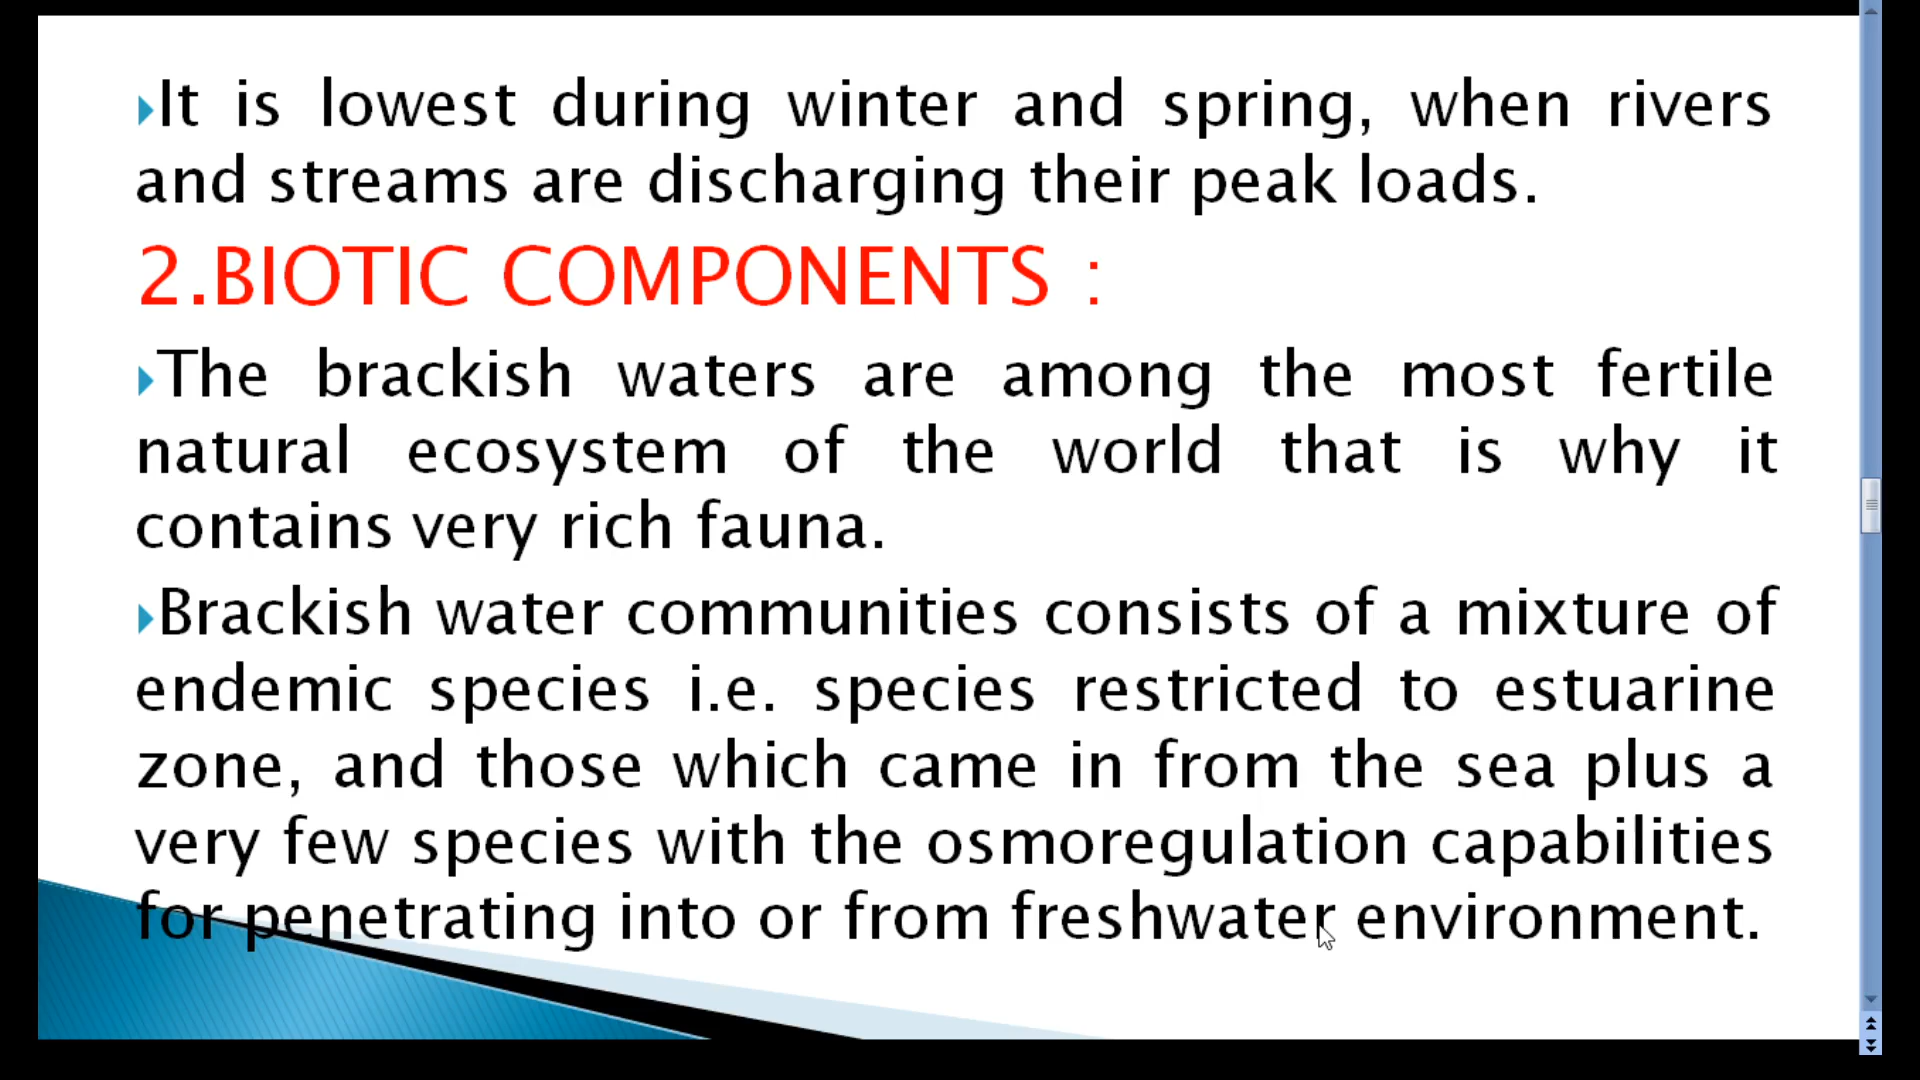 It is lowest during winter and spring, when rivers
and streams are discharging their peak loads.
2.BIOTIC COMPONENTS :
The brackish waters are among the most fertile
natural ecosystem of the world that is why it
contains very rich fauna.
Brackish water communities consists of a mixture of
endemic species i.e. species restricted to estuarine
zone, and those which came in from the sea plus a
very few species with the osmoregulation capabilities
for penetrating into or from freshwater environment.